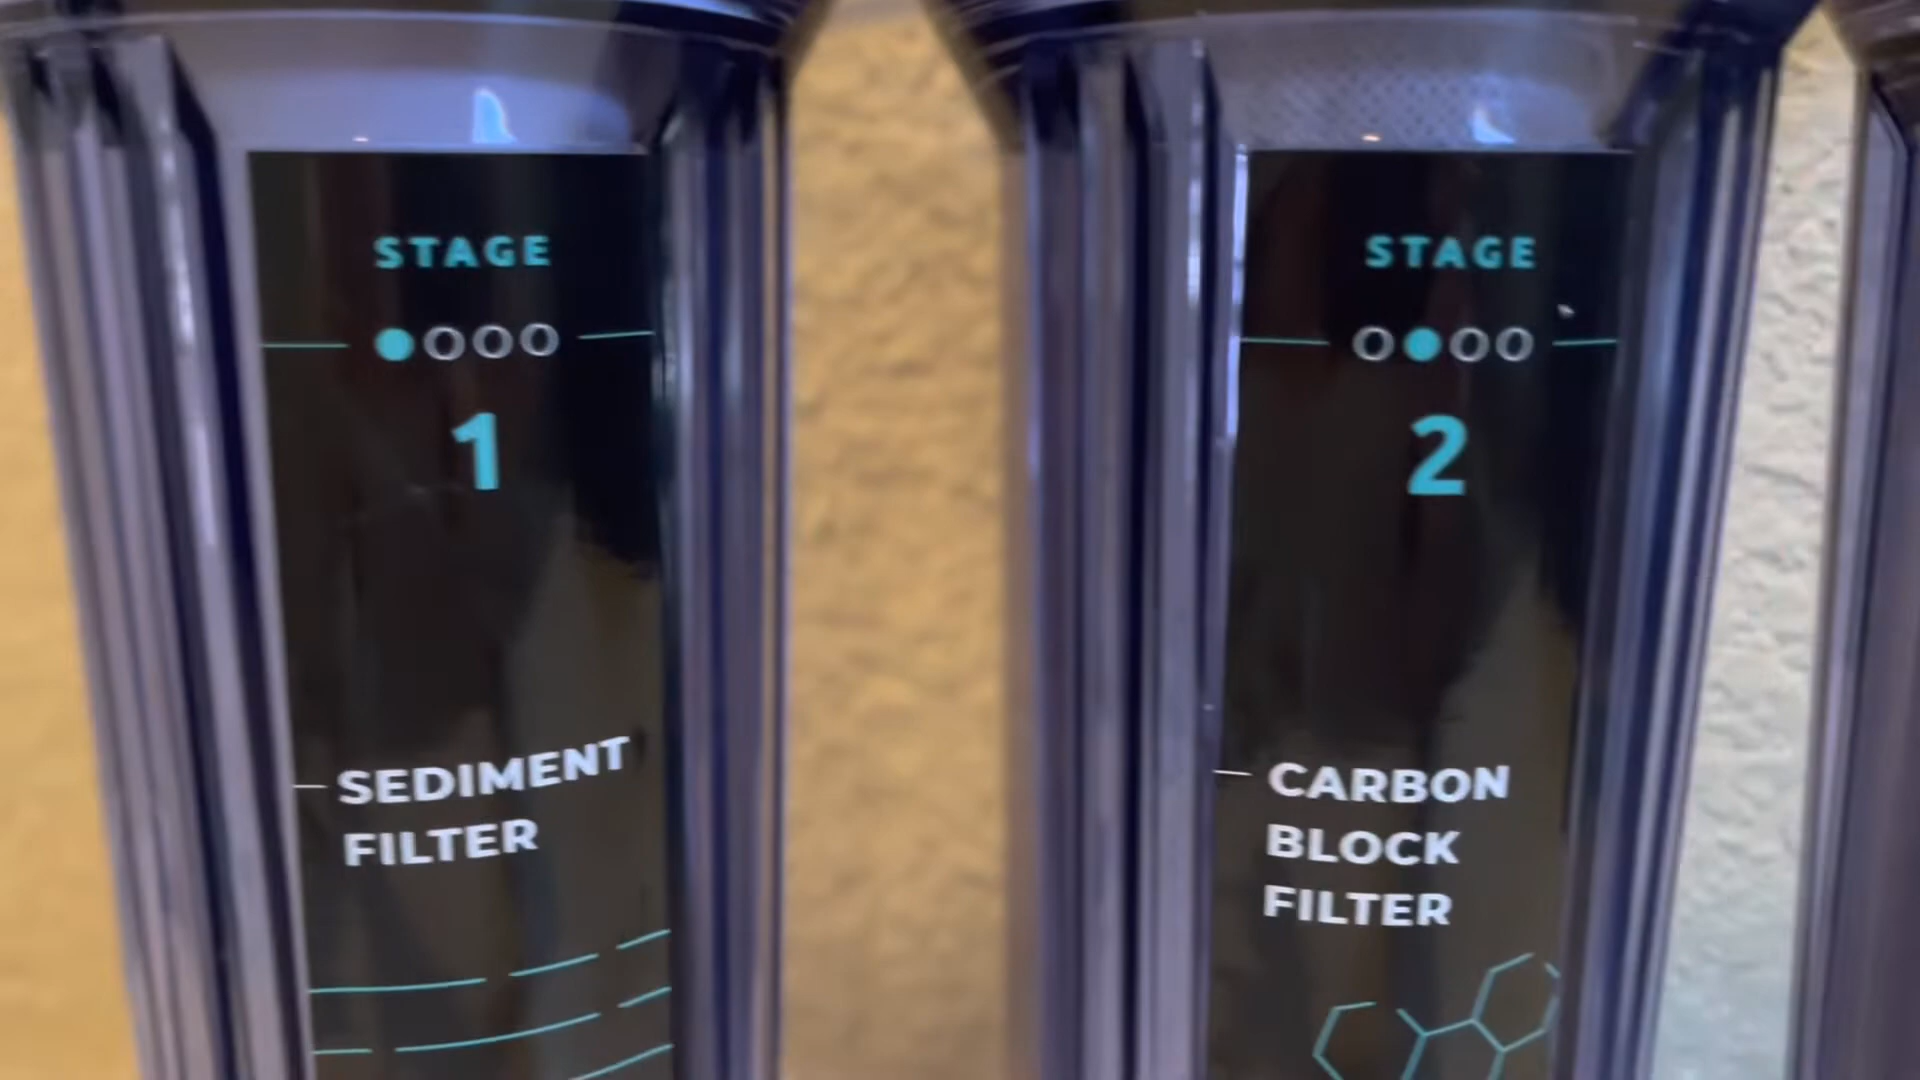 STAGE
1
SEDIMENT
FILTER
STAGE
2
CARBON
BLOCK
FILTER